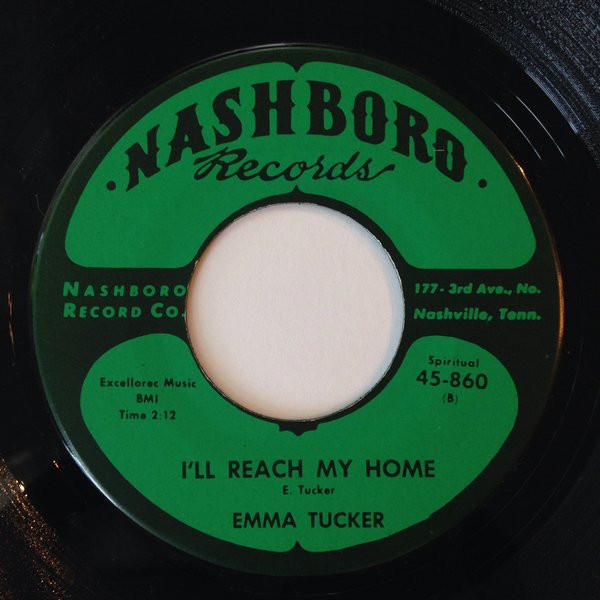 · NASHBORO ·
Records
NASHBORO
RECORD CO.
177- 3rd Ave., No.
Nashville, Tenn.
Excellorec Music
BMI
Time 2:12
Spiritual
45-860
(B)
I'LL REACH MY HOME
E. Tucker
EMMA TUCKER